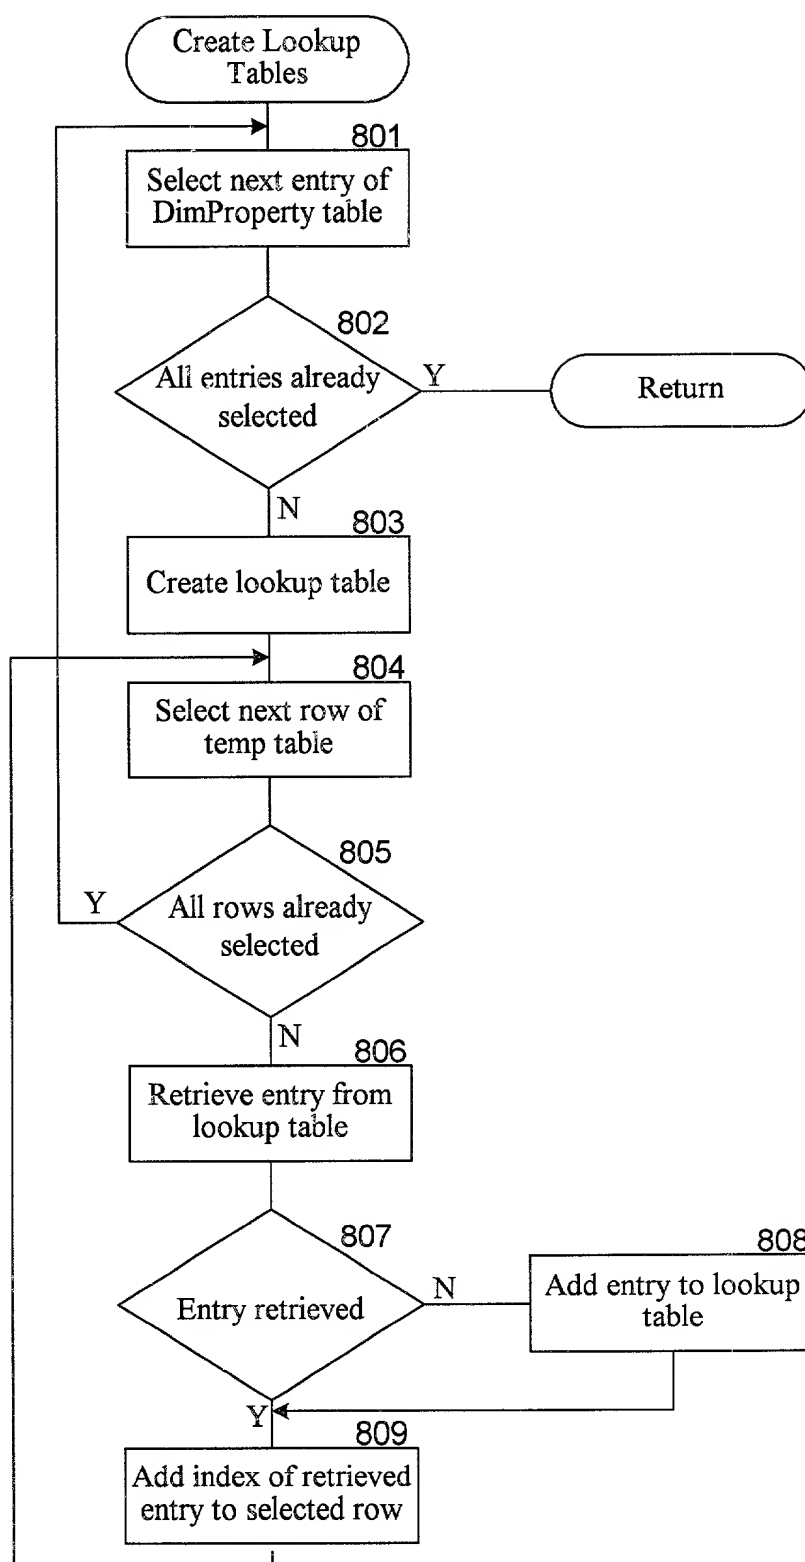 Create Lookup
Tables
801
Select next entry of
DimProperty table
802
All entries already
selected
Y
Return
N
803
Create lookup table
804
Select next row of
temp table
805
Y
All rows already
selected
N
806
Retrieve entry from
lookup table
807
Entry retrieved
N
808
Add entry to lookup
table
Y
809
Add index of retrieved
entry to selected row